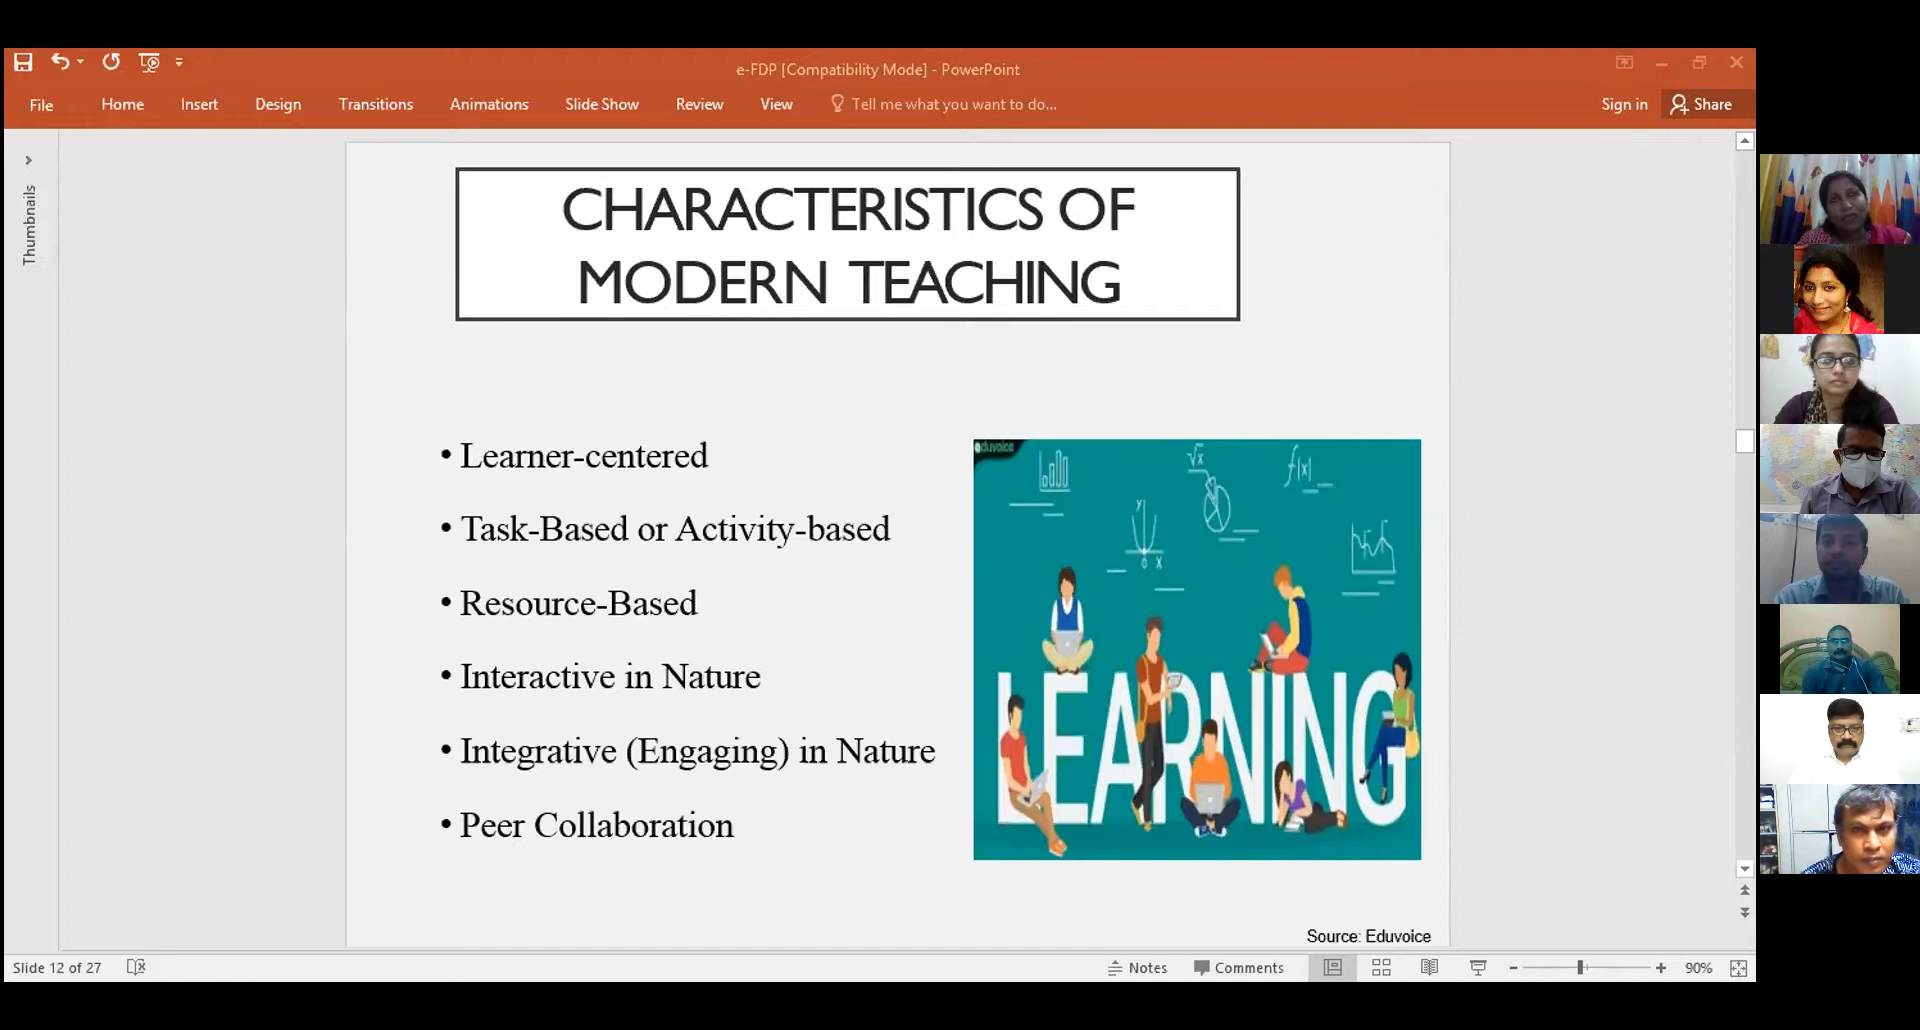 e-FDP [Compatibility Mode] - PowerPoint
File Home Insert Design Transitions Animations Slide Show Review View Tell me what you want to do... Sign in Share
Thumbnails
CHARACTERISTICS OF
MODERN TEACHING
• Learner-centered
• Task-Based or Activity-based
• Resource-Based
• Interactive in Nature
• Integrative (Engaging) in Nature
• Peer Collaboration
eduvoice
√x
f(x)
y
0 x
LEARNING
Source: Eduvoice
Slide 12 of 27 Notes Comments 90%